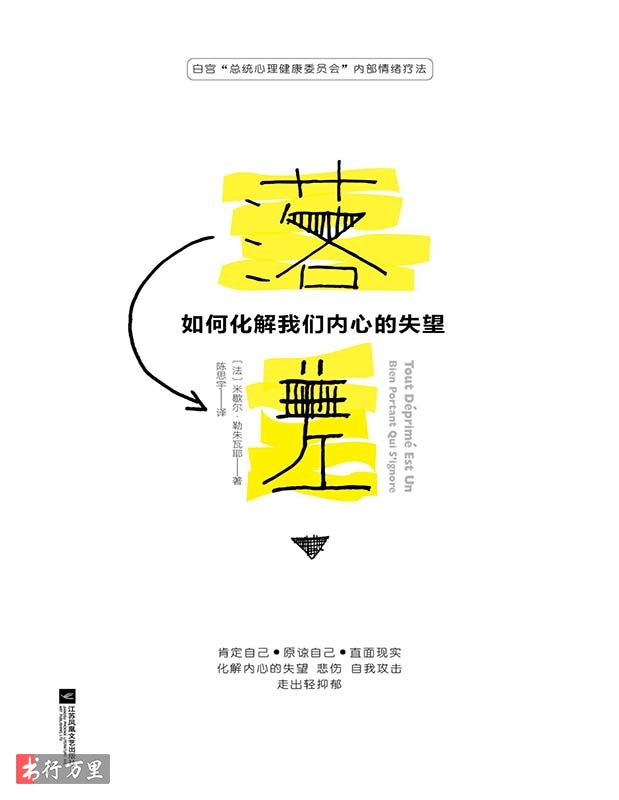 白宫“总统心理健康委员会”内部情绪疗法
落
如何化解我们内心的失望
差
[法]米歇尔·勒朱瓦耶——著
陈思宇——译
Tout Déprimé Est Un
Bien Portant Qui S'ignore
肯定自己●原谅自己●直面现实
化解内心的失望 悲伤 自我攻击
走出轻抑郁
江苏凤凰文艺出版社
书行万里